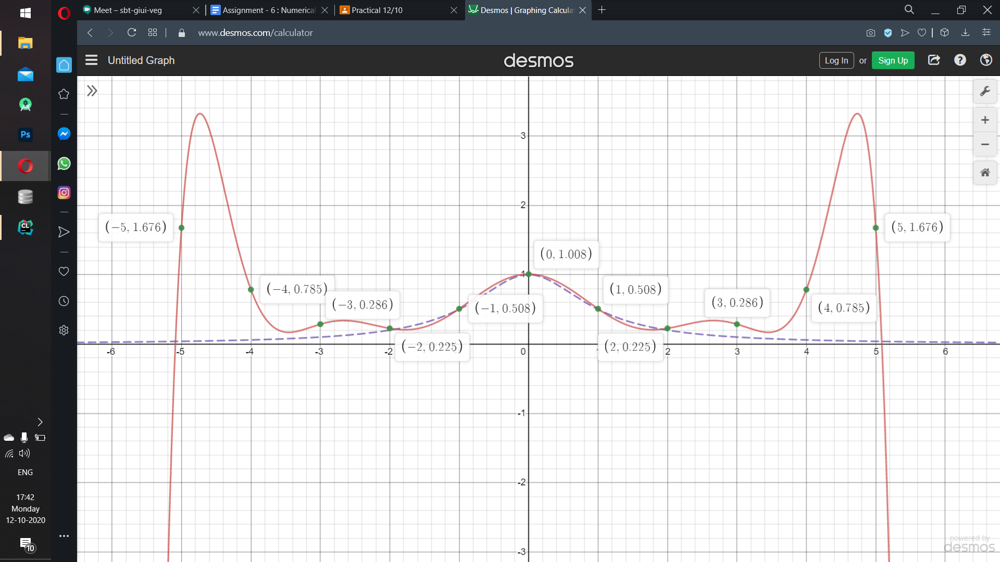 Meet – sbt-giui-veg
Assignment - 6 : Numerical
Practical 12/10
Desmos | Graphing Calcula
www.desmos.com/calculator
Untitled Graph
desmos
Log In
or
Sign Up
Ps
CL
3
2
1
-1
-2
-3
-6
-5
-4
-3
-2
0
2
3
4
5
6
(−5, 1.676)
(−4, 0.785)
(−3, 0.286)
(−2, 0.225)
(−1, 0.508)
(0, 1.008)
(1, 0.508)
(2, 0.225)
(3, 0.286)
(4, 0.785)
(5, 1.676)
ENG
17:42
Monday
12-10-2020
10
powered by
desmos